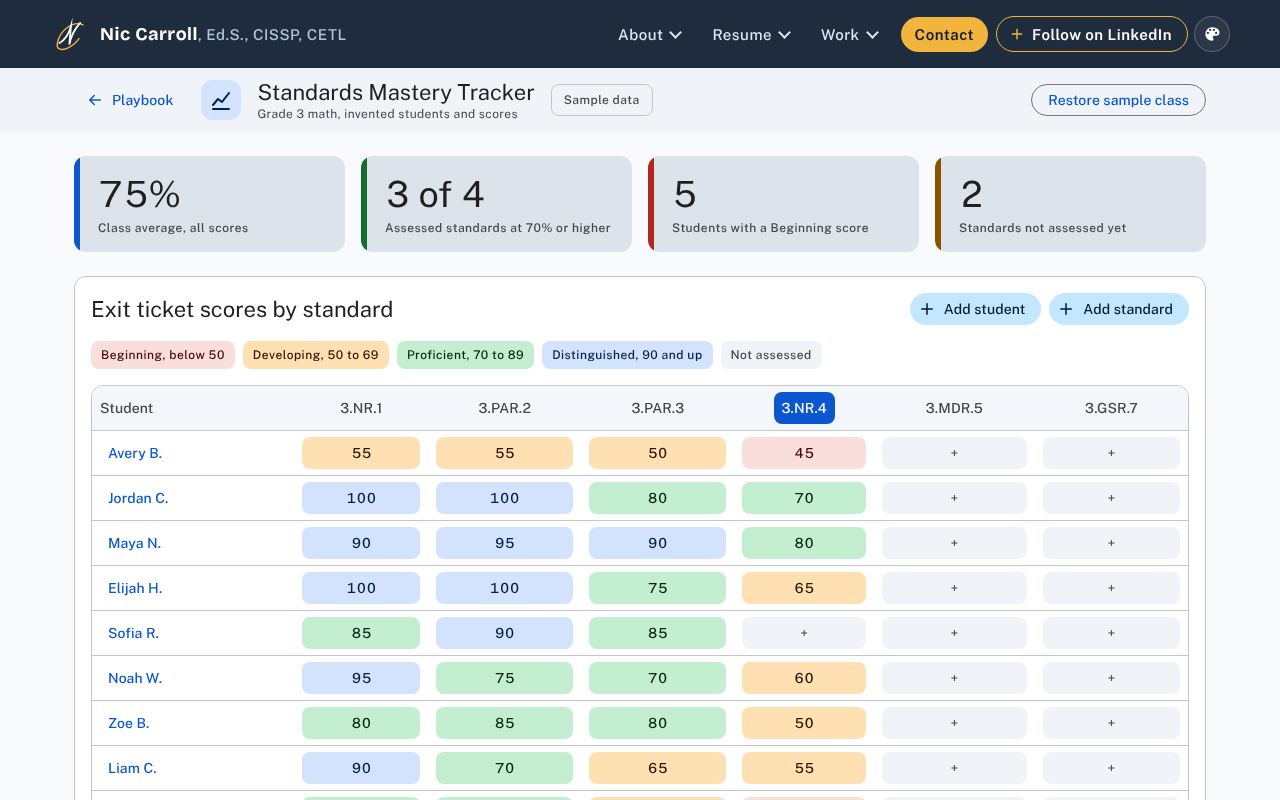 Nic Carroll, Ed.S., CISSP, CETL
About
Resume
Work
Contact
+ Follow on LinkedIn
← Playbook
Standards Mastery Tracker
Grade 3 math, invented students and scores
Sample data
Restore sample class
75%
Class average, all scores
3 of 4
Assessed standards at 70% or higher
5
Students with a Beginning score
2
Standards not assessed yet
Exit ticket scores by standard
+ Add student
+ Add standard
Beginning, below 50
Developing, 50 to 69
Proficient, 70 to 89
Distinguished, 90 and up
Not assessed
Student 3.NR.1 3.PAR.2 3.PAR.3 3.NR.4 3.MDR.5 3.GSR.7
Avery B. 55 55 50 45 + +
Jordan C. 100 100 80 70 + +
Maya N. 90 95 90 80 + +
Elijah H. 100 100 75 65 + +
Sofia R. 85 90 85 + + +
Noah W. 95 75 70 60 + +
Zoe B. 80 85 80 50 + +
Liam C. 90 70 65 55 + +